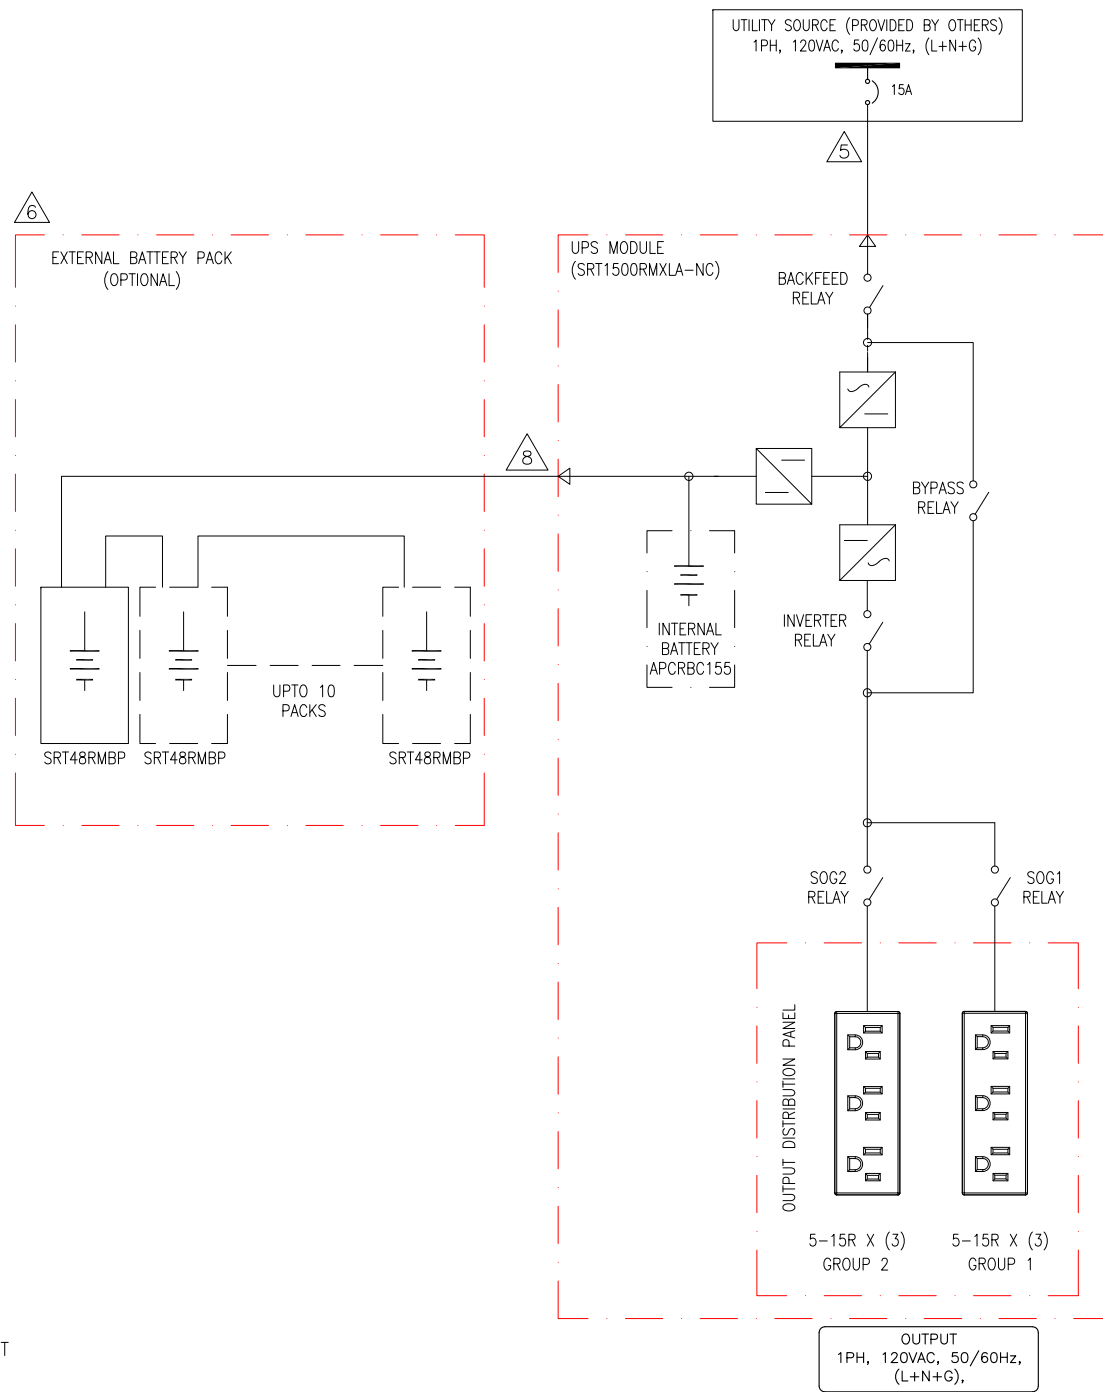 UTILITY SOURCE (PROVIDED BY OTHERS)
1PH, 120VAC, 50/60Hz, (L+N+G)
15A
5
6
EXTERNAL BATTERY PACK
(OPTIONAL)
UPS MODULE
(SRT1500RMXLA-NC)
BACKFEED
RELAY
8
BYPASS
RELAY
INTERNAL
BATTERY
APCRBC155
INVERTER
RELAY
UPTO 10
PACKS
SRT48RMBP
SRT48RMBP
SRT48RMBP
SOG2
RELAY
SOG1
RELAY
OUTPUT DISTRIBUTION PANEL
5-15R X (3)
GROUP 2
5-15R X (3)
GROUP 1
T
OUTPUT
1PH, 120VAC, 50/60Hz,
(L+N+G),